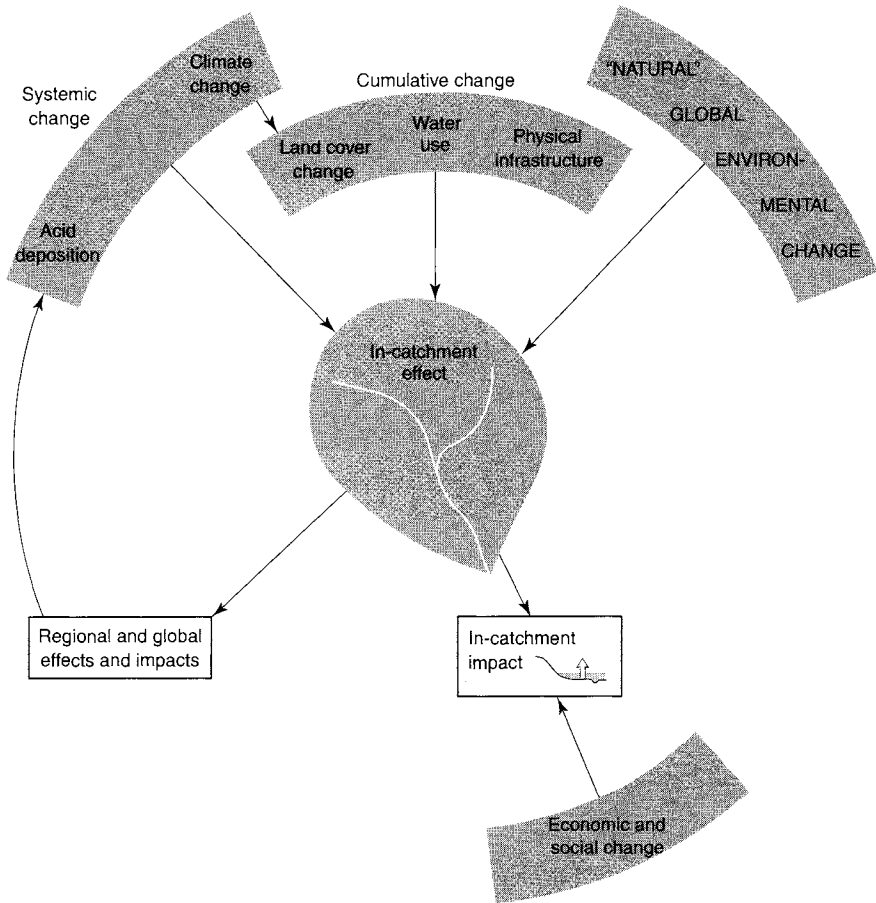 Systemic
change
Climate
change
Acid
deposition
Cumulative change
Land cover
change
Water
use
Physical
infrastructure
"NATURAL"
GLOBAL
ENVIRON-
MENTAL
CHANGE
In-catchment
effect
Regional and global
effects and impacts
In-catchment
impact
Economic and
social change